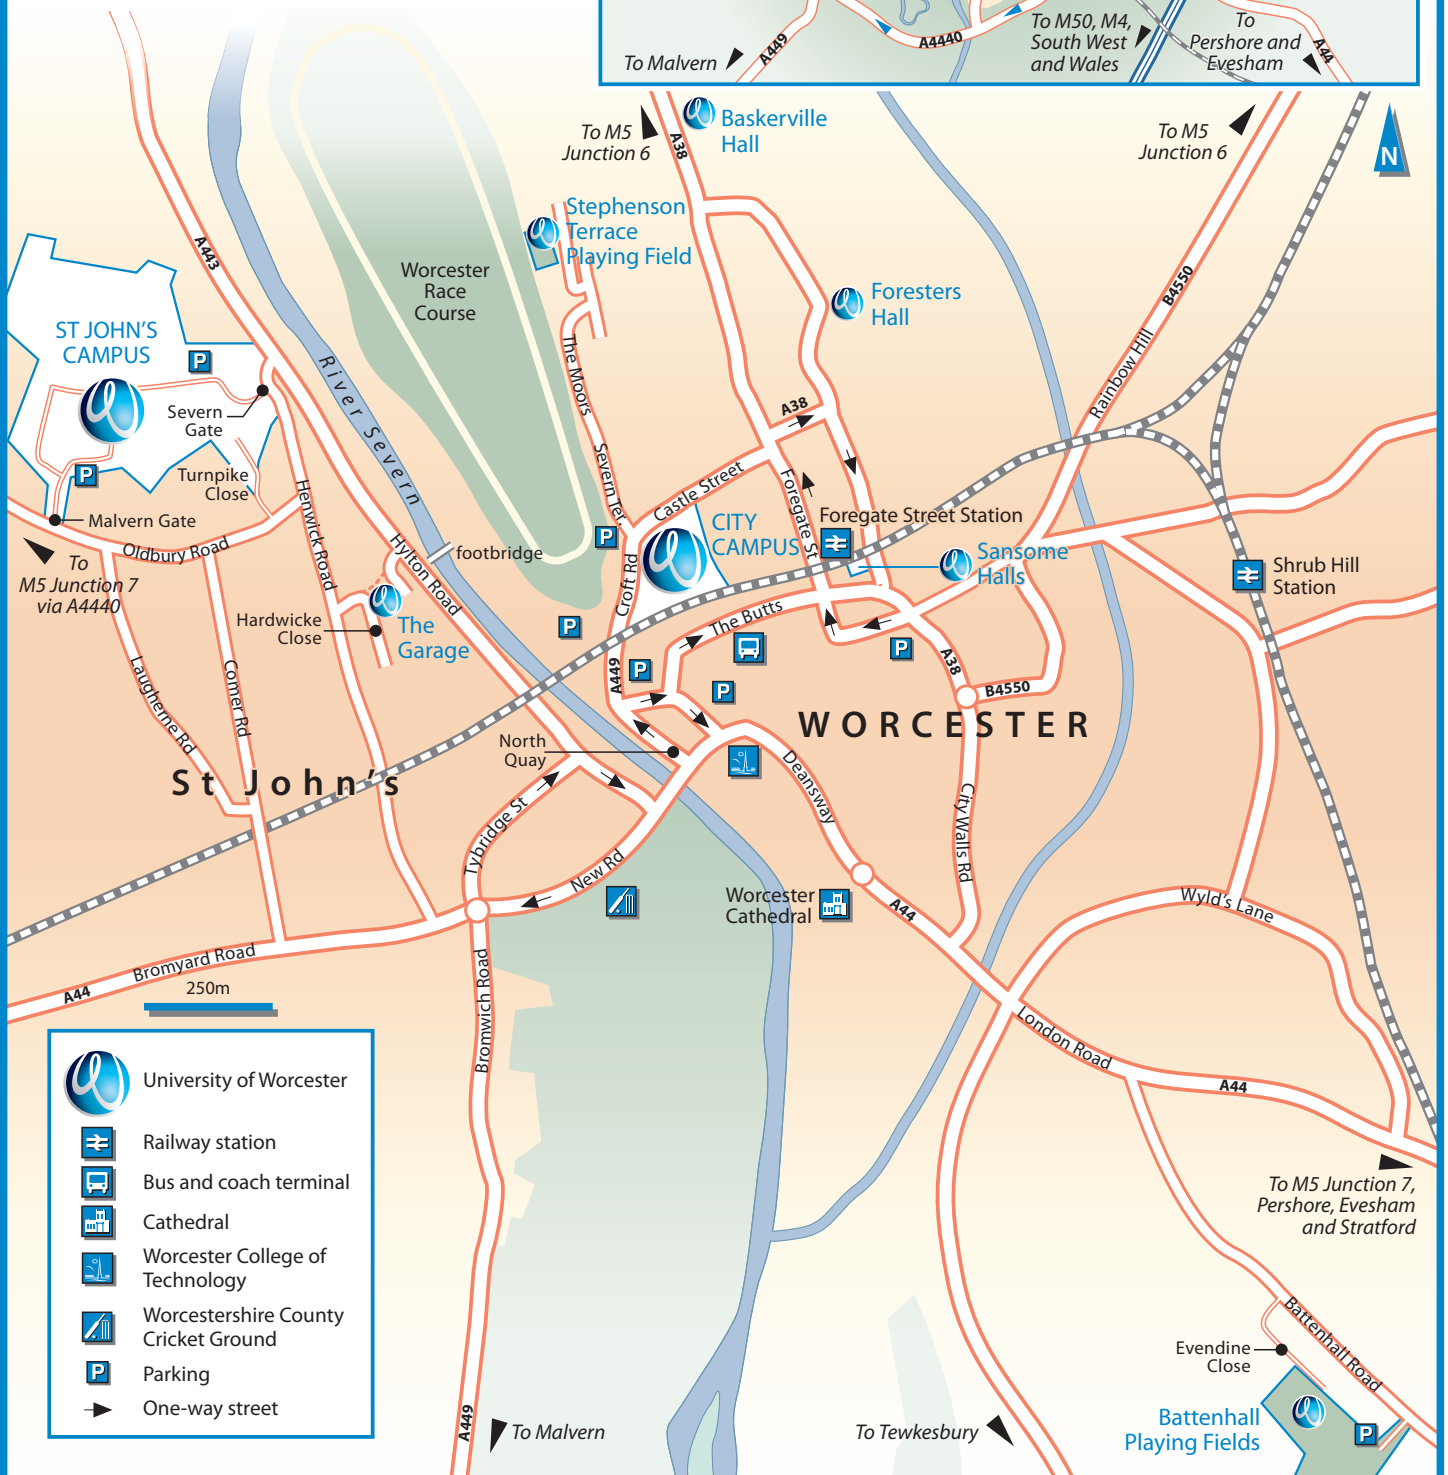 To Malvern
A449
A4440
To M50, M4,
South West
and Wales
To
Pershore and
Evesham
A44
To M5
Junction 6
A38
Baskerville
Hall
To M5
Junction 6
N
Stephenson
Terrace
Playing Field
A443
Worcester
Race
Course
Foresters
Hall
B4550
Rainbow Hill
ST JOHN'S
CAMPUS
P
Severn
Gate
River Severn
The Moors
A38
Turnpike
Close
P
Malvern Gate
Henwick Road
Severn Ter.
Castle Street
Foregate St
Foregate Street Station
CITY
CAMPUS
P
To
M5 Junction 7
via A4440
Oldbury Road
Hylton Road
footbridge
Croft Rd
Sansome
Halls
Shrub Hill
Station
Hardwicke
Close
The
Garage
P
The Butts
P
A38
Laugherne Rd
Comer Rd
A449
P
P
B4550
WORCESTER
North
Quay
St John's
Deansway
Tybridge St
City Walls Rd
New Rd
Worcester
Cathedral
A44
Wyld's Lane
Bromyard Road
A44
250m
Bromwich Road
London Road
A44
University of Worcester
Railway station
Bus and coach terminal
Cathedral
Worcester College of
Technology
Worcestershire County
Cricket Ground
P
Parking
One-way street
To M5 Junction 7,
Pershore, Evesham
and Stratford
Battenhall Road
Evendine
Close
Battenhall
Playing Fields
P
A449
To Malvern
To Tewkesbury